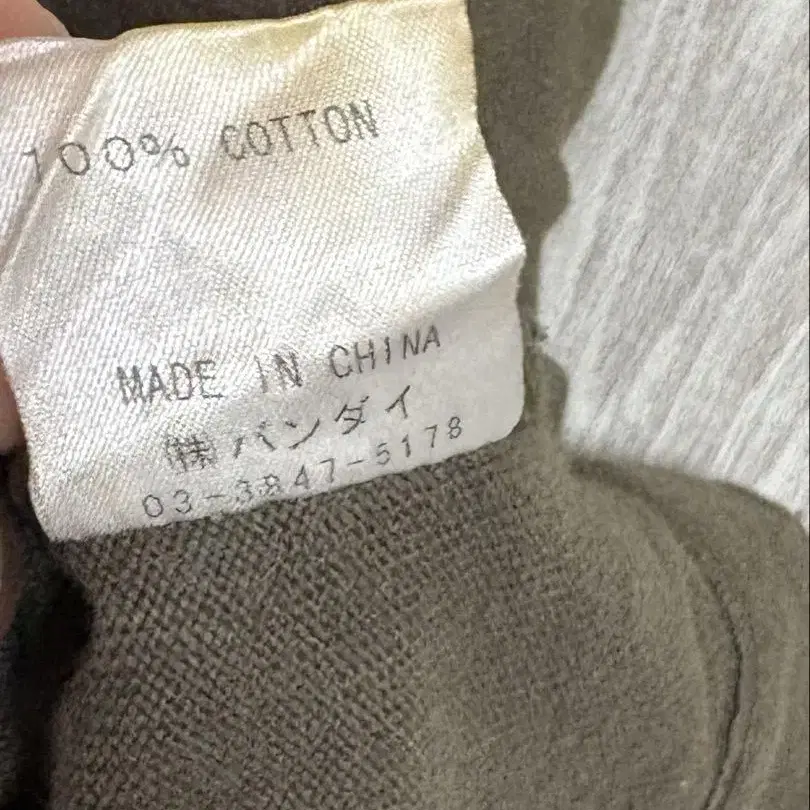 100% COTTON
MADE IN CHINA
㈱バンダイ
03-3847-5178